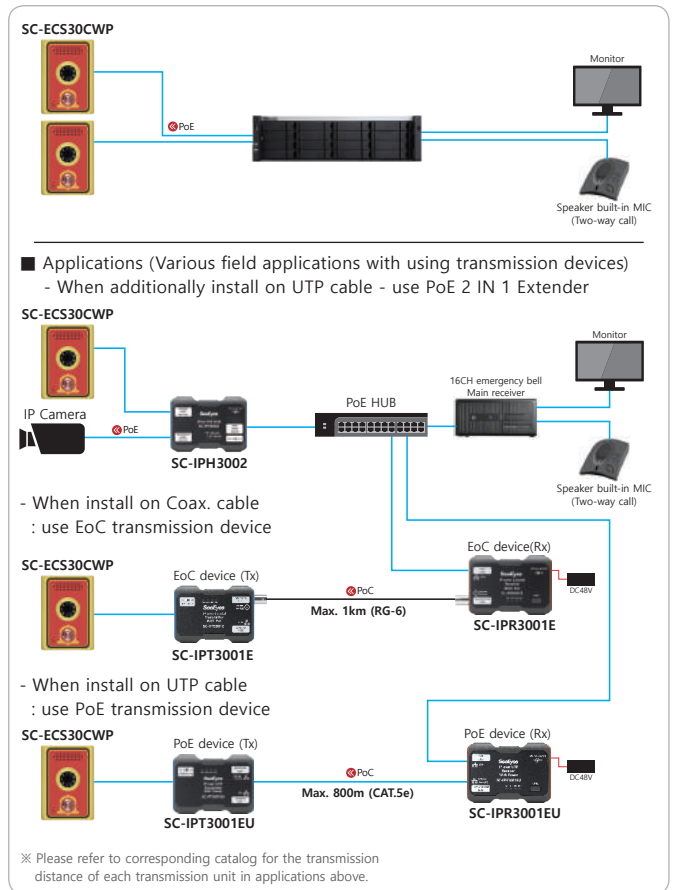 SC-ECS30CWP
Monitor
PoE
Speaker built-in MIC
(Two-way call)
■ Applications (Various field applications with using transmission devices)
- When additionally install on UTP cable - use PoE 2 IN 1 Extender
SC-ECS30CWP
Monitor
16CH emergency bell
Main receiver
PoE HUB
IP Camera
PoE
SeeEyes
SC-IPH3002
Speaker built-in MIC
(Two-way call)
- When install on Coax. cable
: use EoC transmission device
SC-ECS30CWP
EoC device (Tx)
EoC device(Rx)
PoC
SeeEyes
SeeEyes
DC48V
Max. 1km (RG-6)
SC-IPT3001E
SC-IPR3001E
- When install on UTP cable
: use PoE transmission device
SC-ECS30CWP
PoE device (Tx)
PoE device (Rx)
PoC
SeeEyes
SeeEyes
DC48V
Max. 800m (CAT.5e)
SC-IPT3001EU
SC-IPR3001EU
※ Please refer to corresponding catalog for the transmission
distance of each transmission unit in applications above.